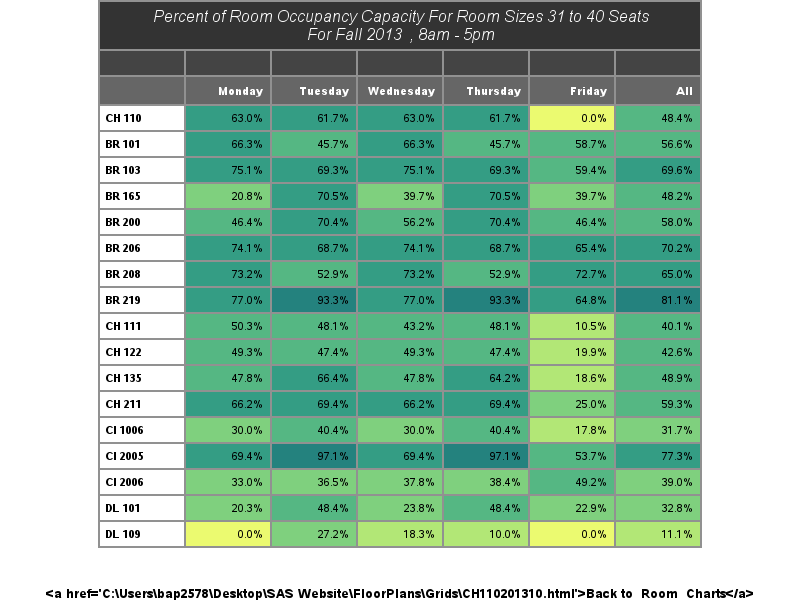 Percent of Room Occupancy Capacity For Room Sizes 31 to 40 Seats
For Fall 2013 , 8am - 5pm
Monday Tuesday Wednesday Thursday Friday All
CH 110 63.0% 61.7% 63.0% 61.7% 0.0% 48.4%
BR 101 66.3% 45.7% 66.3% 45.7% 58.7% 56.6%
BR 103 75.1% 69.3% 75.1% 69.3% 59.4% 69.6%
BR 165 20.8% 70.5% 39.7% 70.5% 39.7% 48.2%
BR 200 46.4% 70.4% 56.2% 70.4% 46.4% 58.0%
BR 206 74.1% 68.7% 74.1% 68.7% 65.4% 70.2%
BR 208 73.2% 52.9% 73.2% 52.9% 72.7% 65.0%
BR 219 77.0% 93.3% 77.0% 93.3% 64.8% 81.1%
CH 111 50.3% 48.1% 43.2% 48.1% 10.5% 40.1%
CH 122 49.3% 47.4% 49.3% 47.4% 19.9% 42.6%
CH 135 47.8% 66.4% 47.8% 64.2% 18.6% 48.9%
CH 211 66.2% 69.4% 66.2% 69.4% 25.0% 59.3%
CI 1006 30.0% 40.4% 30.0% 40.4% 17.8% 31.7%
CI 2005 69.4% 97.1% 69.4% 97.1% 53.7% 77.3%
CI 2006 33.0% 36.5% 37.8% 38.4% 49.2% 39.0%
DL 101 20.3% 48.4% 23.8% 48.4% 22.9% 32.8%
DL 109 0.0% 27.2% 18.3% 10.0% 0.0% 11.1%
<a href='C:\Users\bap2578\Desktop\SAS Website\FloorPlans\Grids\CH110201310.html'>Back to Room Charts</a>